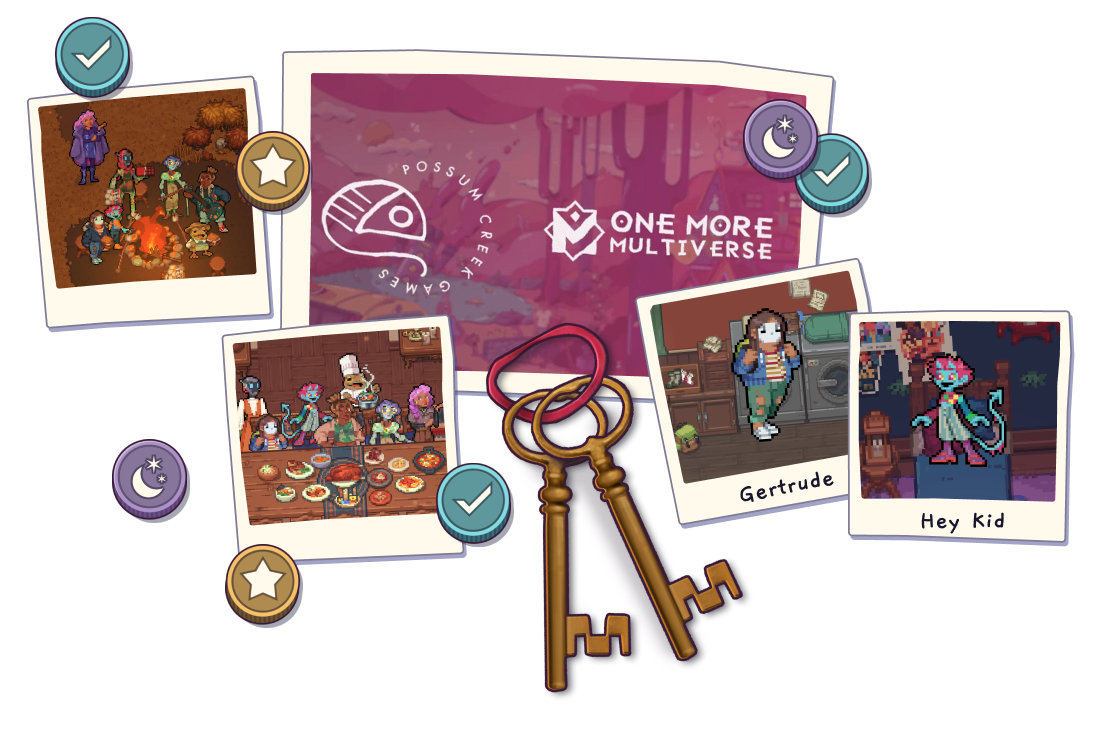 POSSUM CREEK GAMES
ONE MORE
MULTIVERSE
Gertrude
Hey Kid